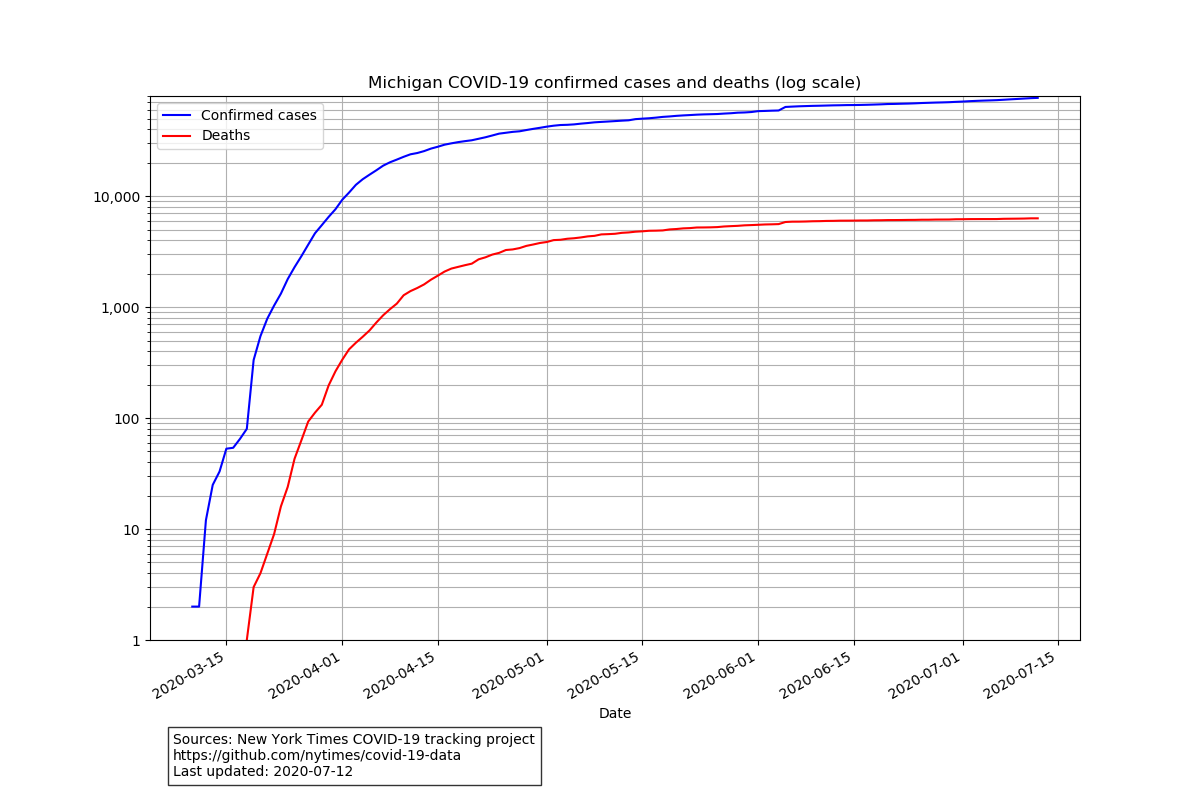 Michigan COVID-19 confirmed cases and deaths (log scale)
Confirmed cases
Deaths
10,000
1,000
100
10
1
2020-03-15
2020-04-01
2020-04-15
2020-05-01
2020-05-15
2020-06-01
2020-06-15
2020-07-01
2020-07-15
Date
Sources: New York Times COVID-19 tracking project
https://github.com/nytimes/covid-19-data
Last updated: 2020-07-12